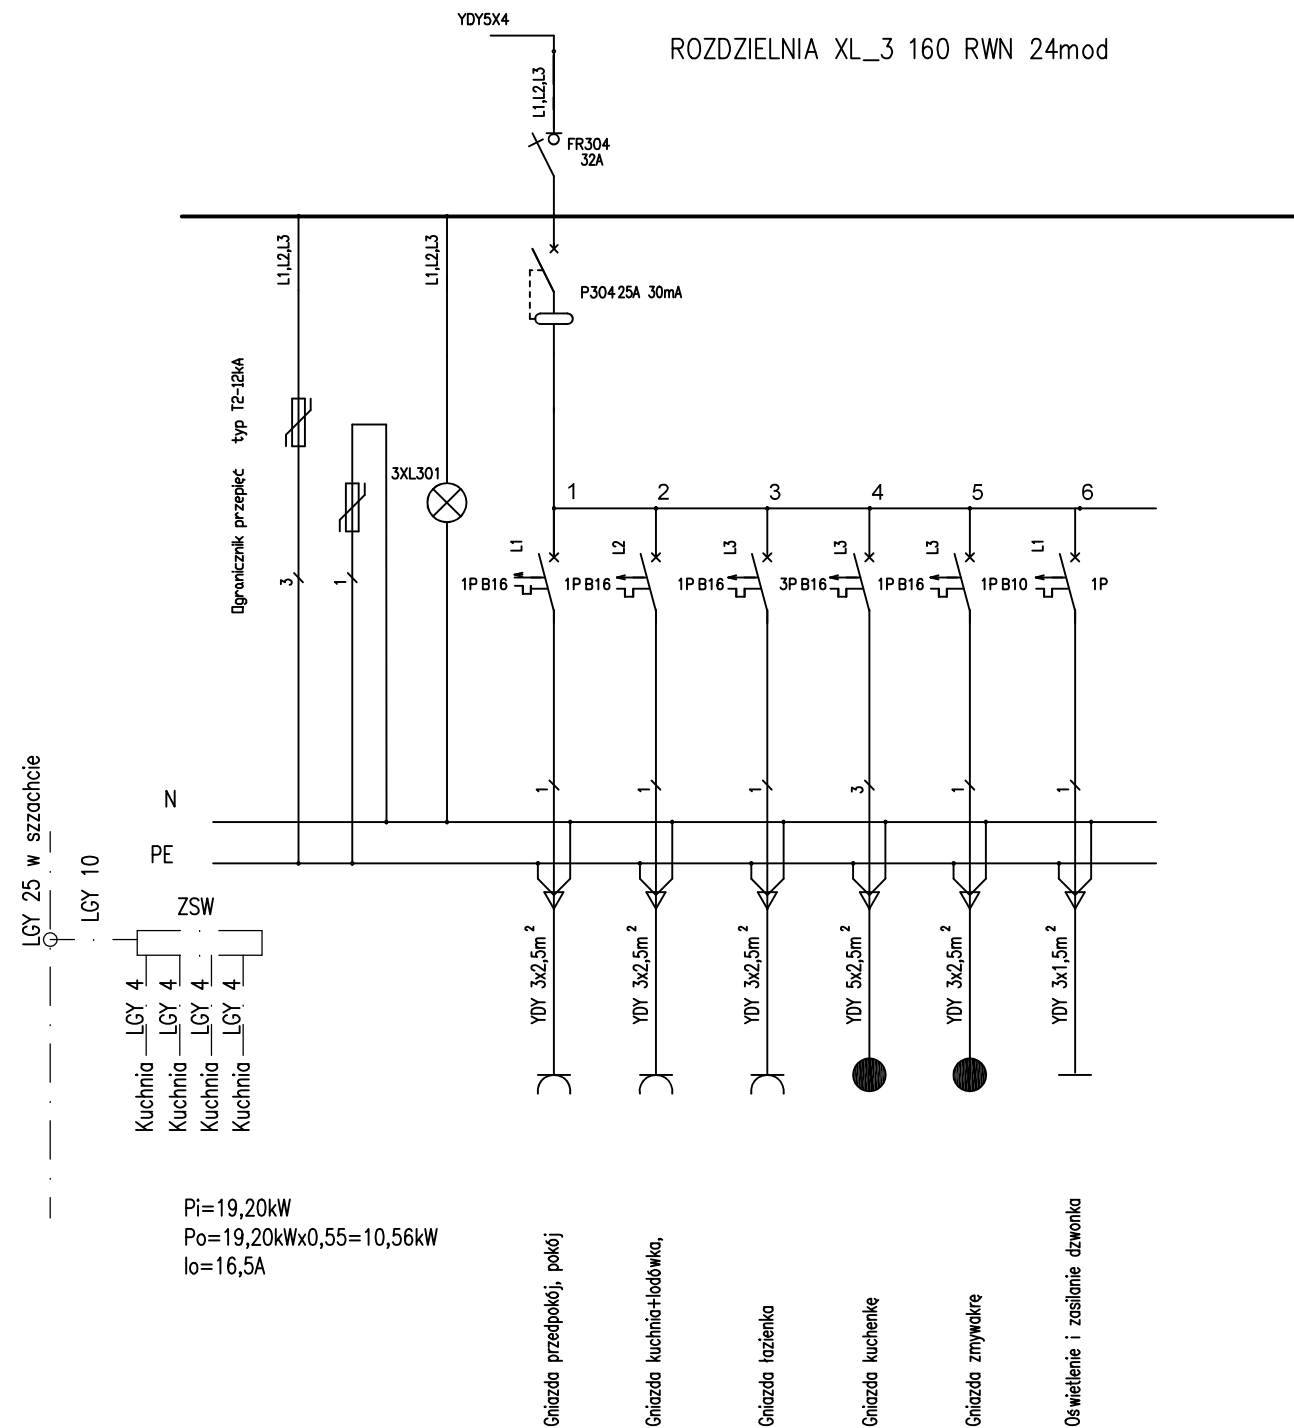 YDY5X4
ROZDZIELNIA XL_3 160 RWN 24mod
L1,L2,L3
FR304
32A
L1,L2,L3
L1,L2,L3
P304 25A 30mA
Ogranicznik przepięć typ T2-12kA
3XL301
1
2
3
4
5
6
L1
L2
L3
L3
L3
L1
1P B16
1P B16
1P B16
3P B16
1P B16
1P B10
1P
3
1
1
1
1
3
1
1
N
PE
LGY 25 w szzachcie
LGY 10
ZSW
LGY 4
LGY 4
LGY 4
LGY 4
Kuchnia
Kuchnia
Kuchnia
Kuchnia
YDY 3x2,5m²
YDY 3x2,5m²
YDY 3x2,5m²
YDY 5x2,5m²
YDY 3x2,5m²
YDY 3x1,5m²
Pi=19,20kW
Po=19,20kWx0,55=10,56kW
Io=16,5A
Gniazda przedpokój, pokój
Gniazda kuchnia+lodówka,
Gniazda łazienka
Gniazda kuchenkę
Gniazda zmywakrę
Oświetlenie i zasilanie dzwonka